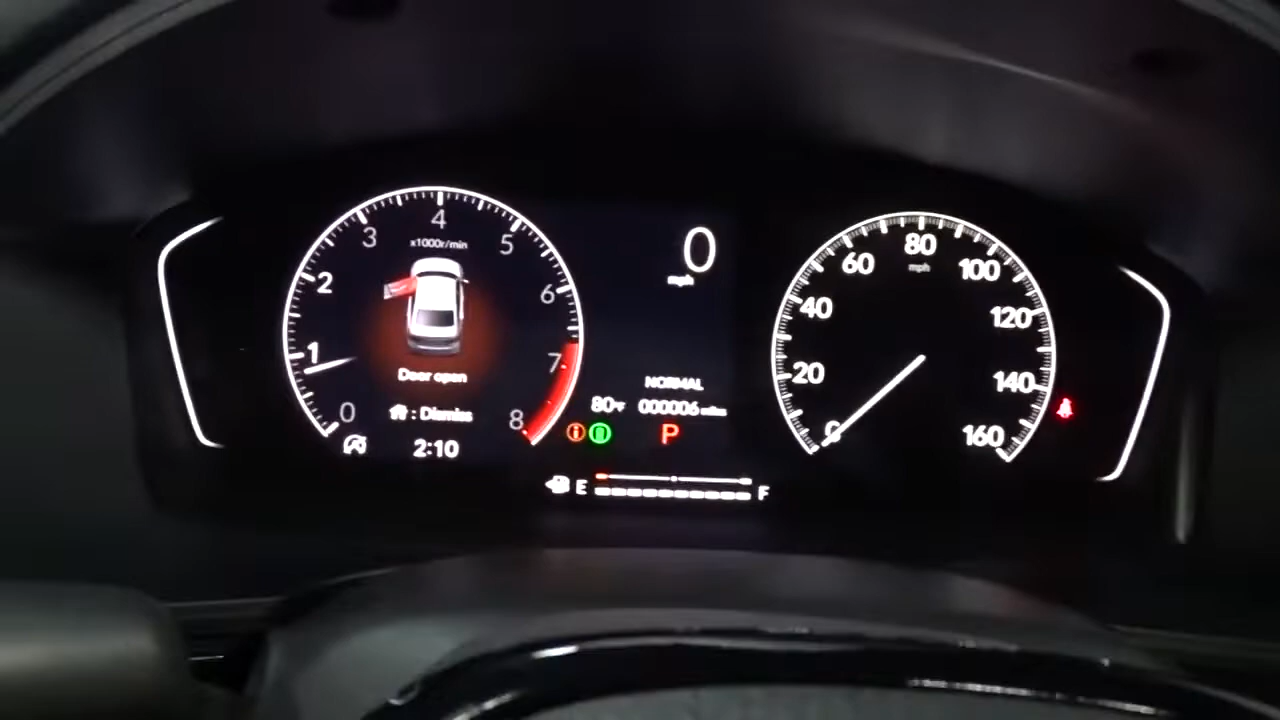 0
1
2
3
4
5
6
7
8
x1000r/min
Door open
: Dismiss
2:10
0
mph
NORMAL
80°F 000006 miles
P
E F
0
20
40
60
80
100
120
140
160
mph